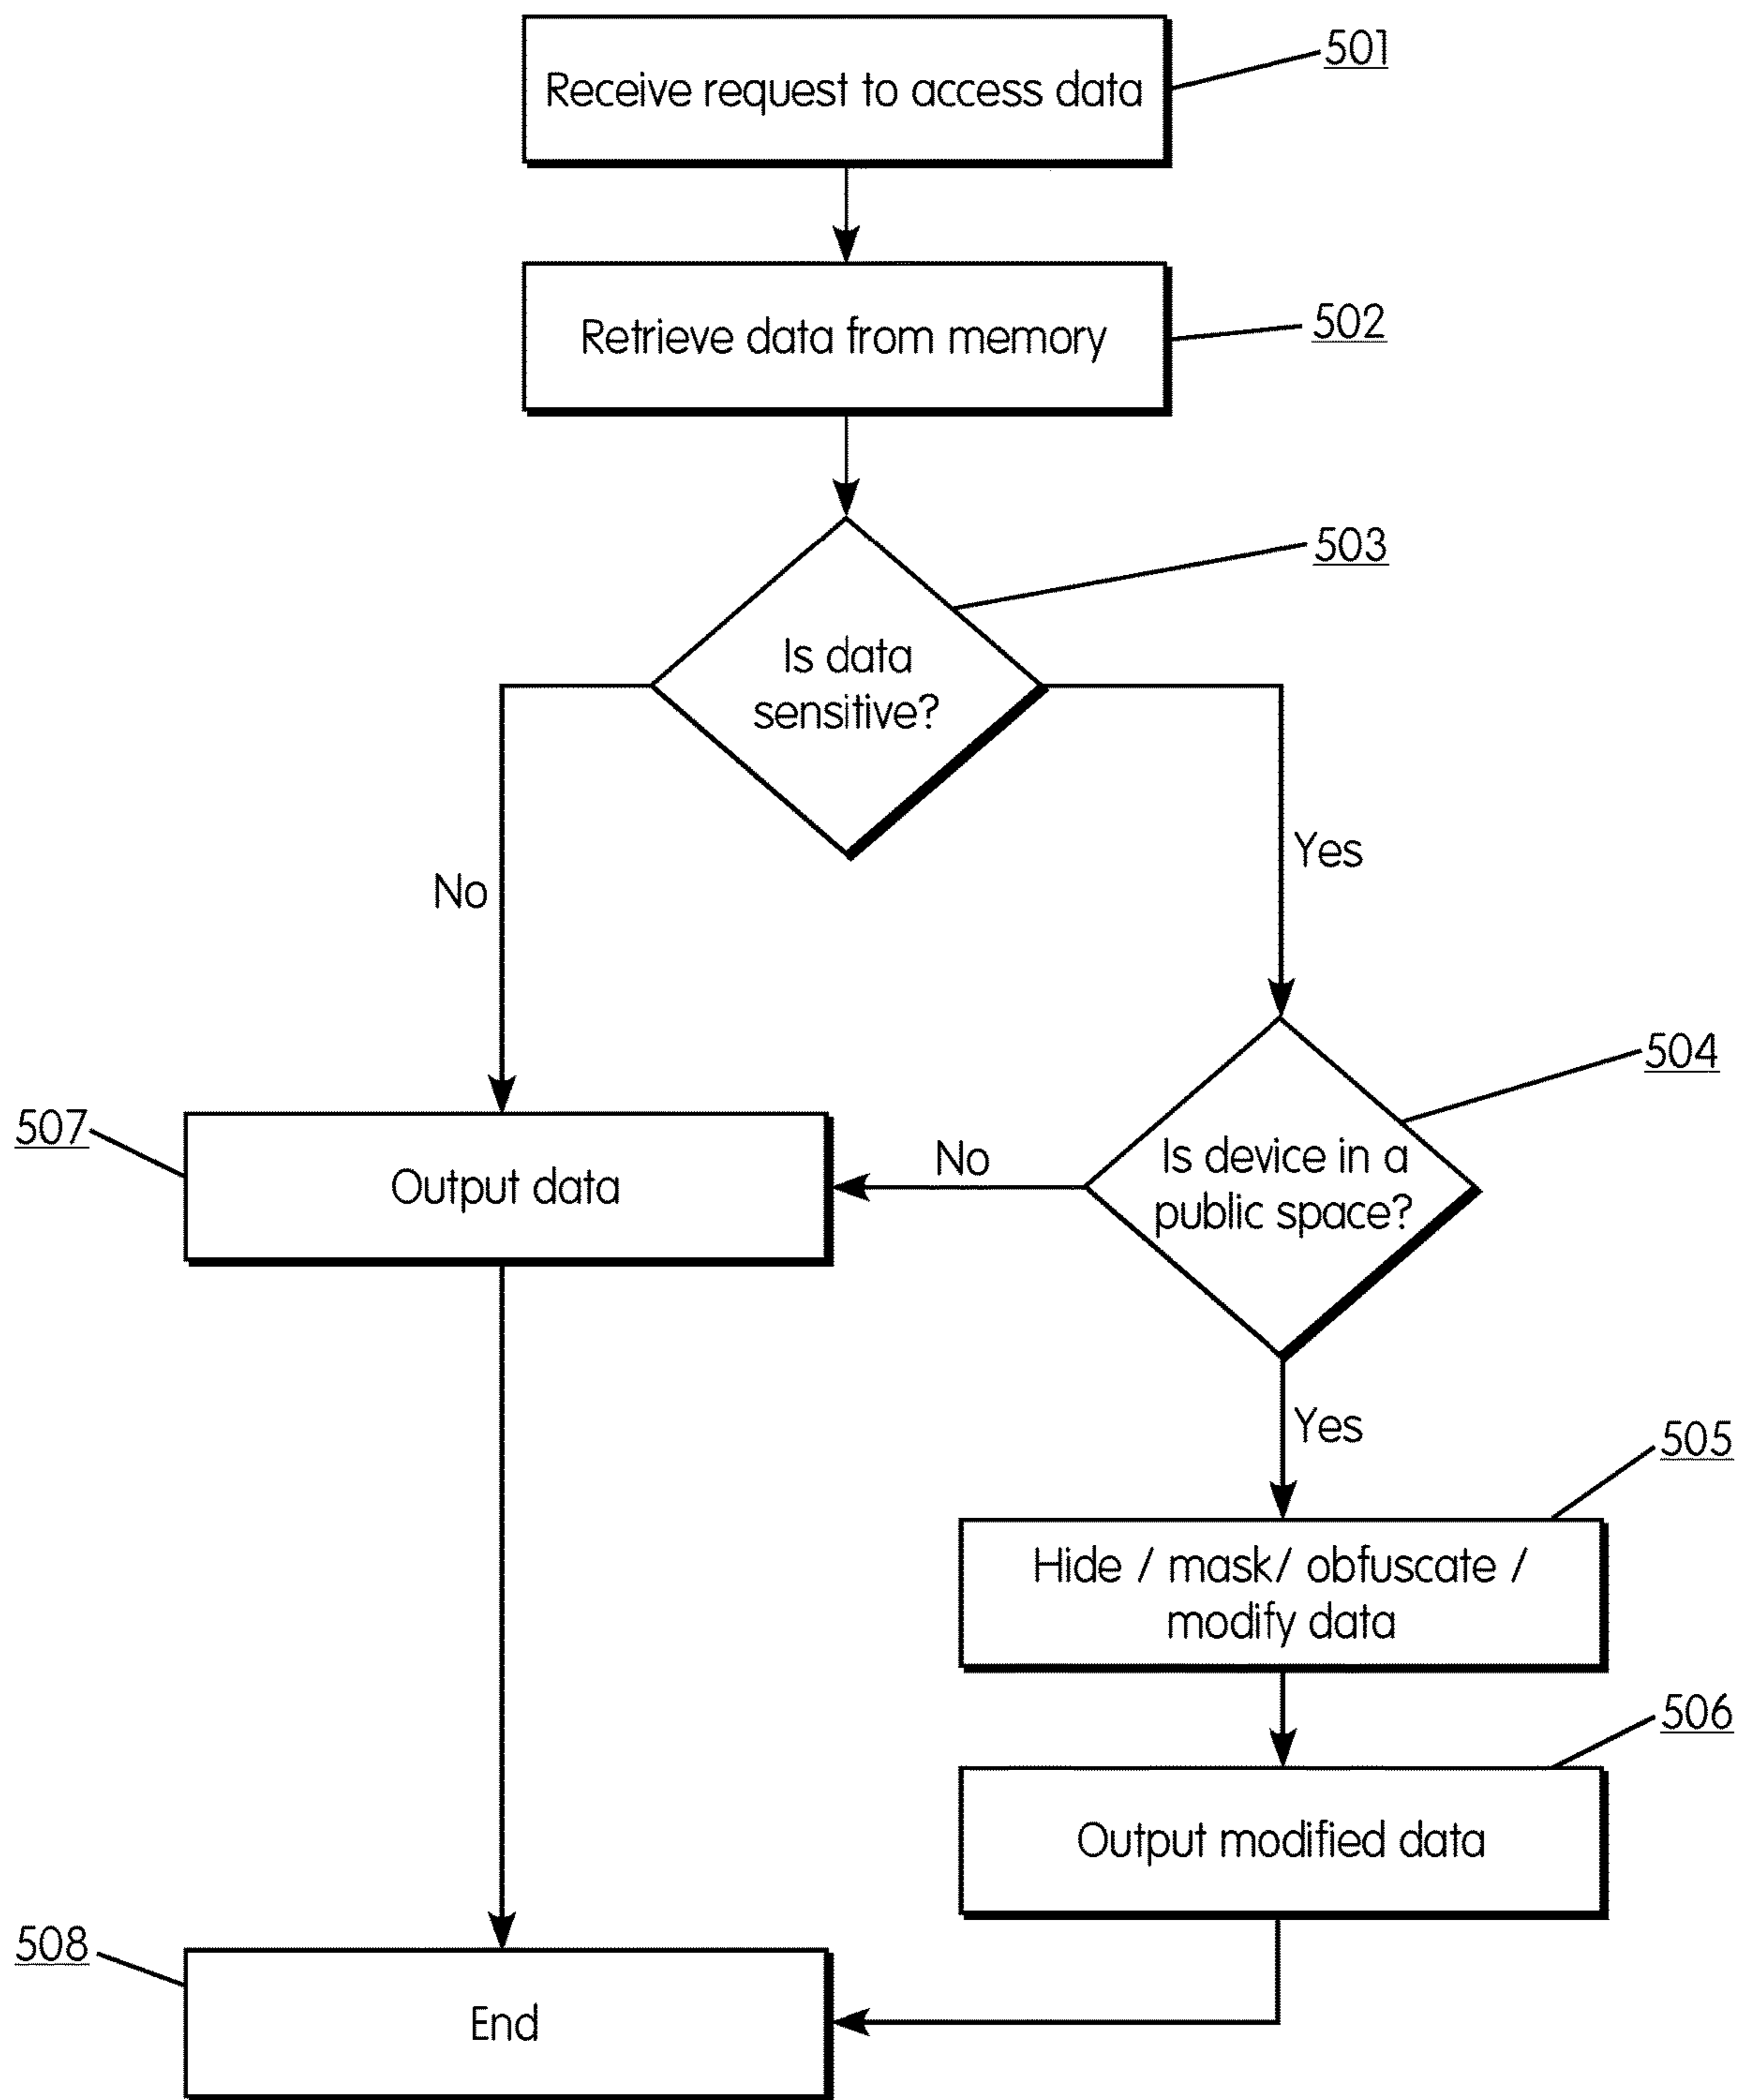 501
Receive request to access data
502
Retrieve data from memory
503
Is data
sensitive?
Yes
No
504
507
Is device in a
public space?
No
Output data
Yes
505
Hide / mask/ obfuscate /
modify data
506
Output modified data
508
End